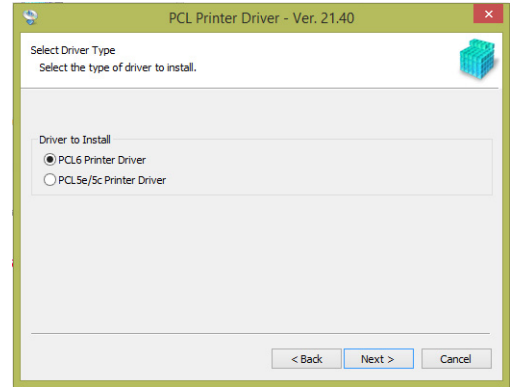 PCL Printer Driver - Ver. 21.40
Select Driver Type
Select the type of driver to install.
Driver to Install
PCL6 Printer Driver
PCL5e/5c Printer Driver
< Back Next > Cancel